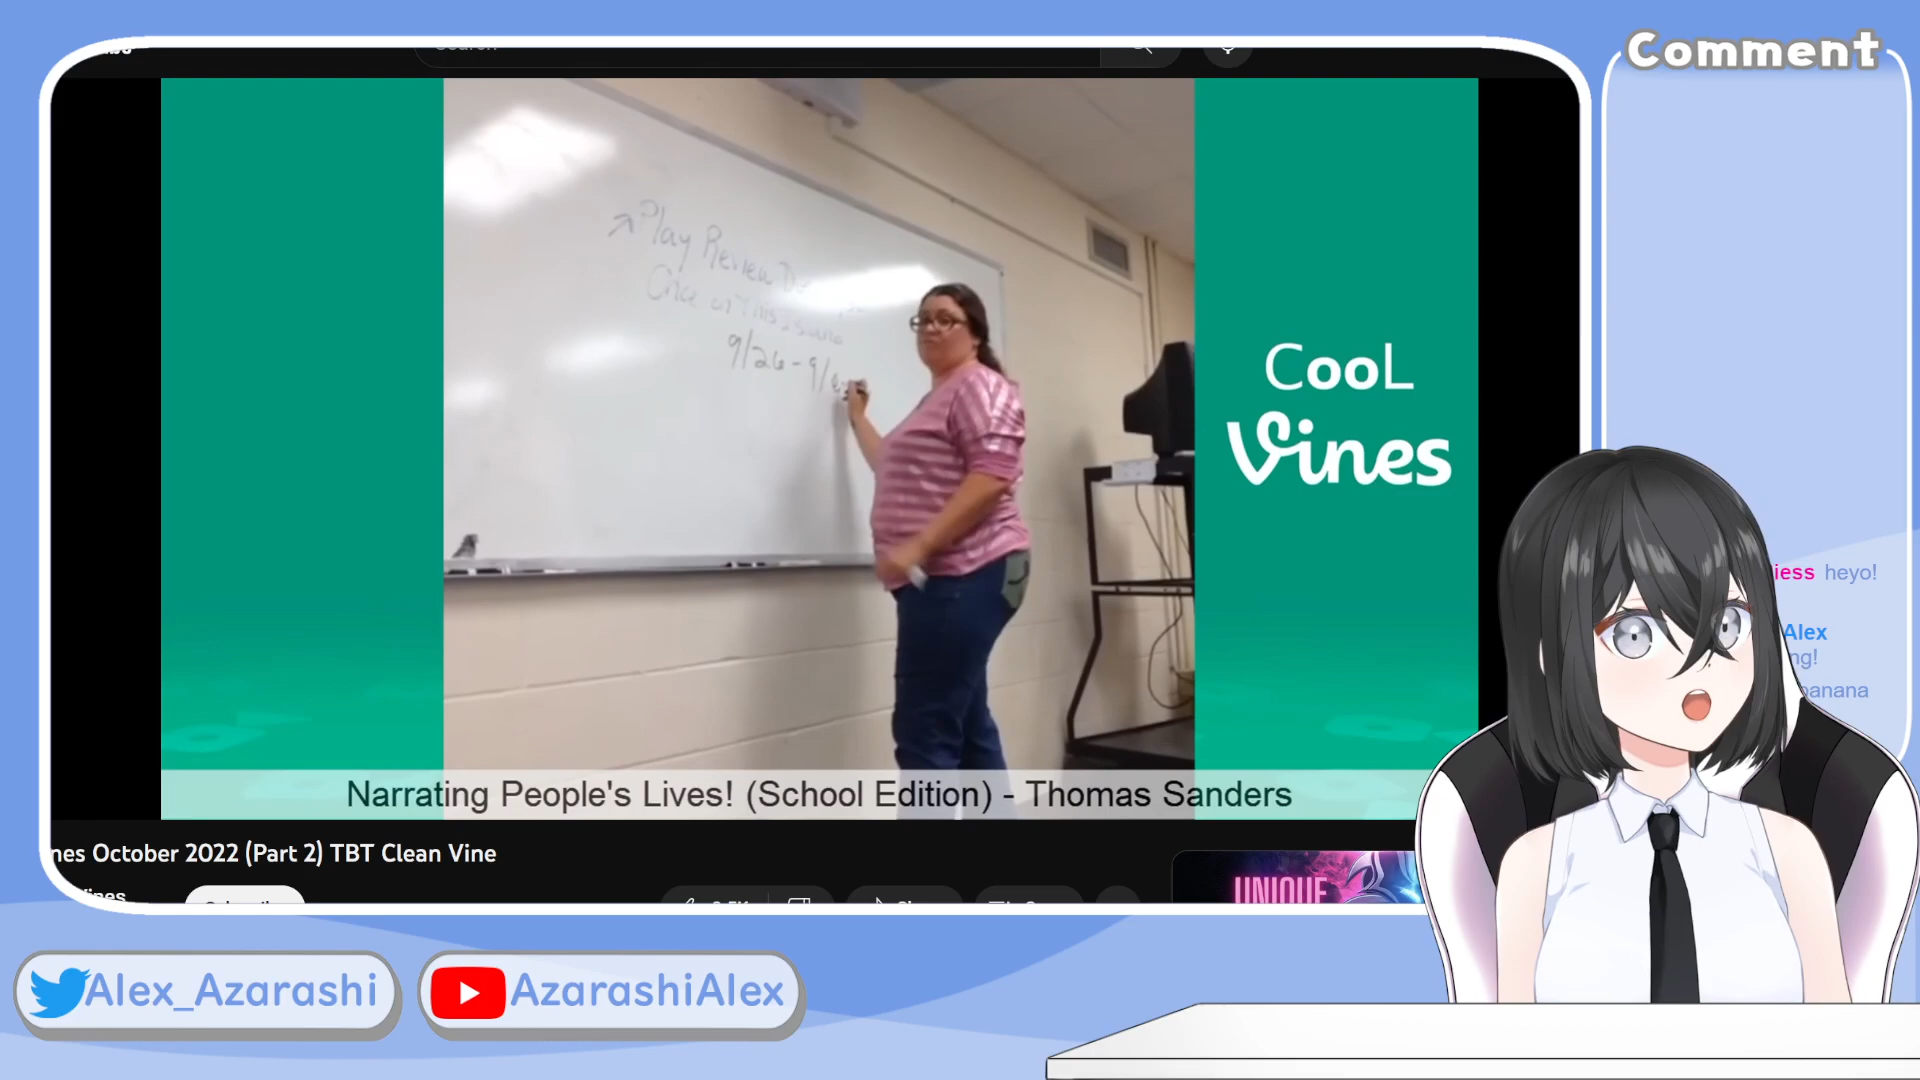 Comment
Play Review D
9/26 - 9/
CooL
Vines
iess heyo!
Alex
ng!
banana
Narrating People's Lives! (School Edition) - Thomas Sanders
nes October 2022 (Part 2) TBT Clean Vine
UNIQUE
Alex_Azarashi
AzarashiAlex